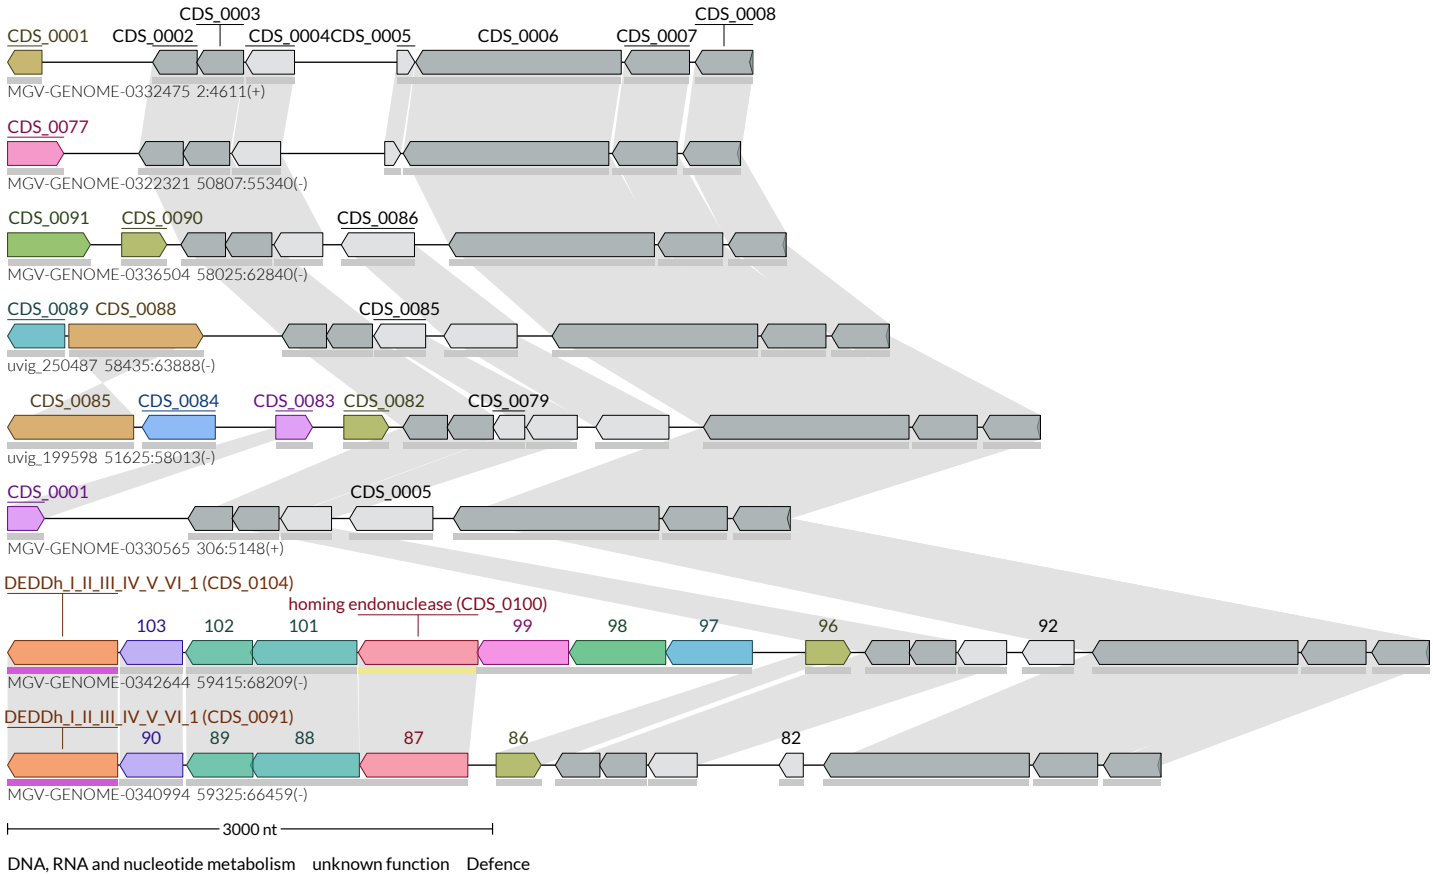 CDS_0003 CDS_0008
CDS_0001 CDS_0002 CDS_0004 CDS_0005 CDS_0006 CDS_0007
MGV-GENOME-0332475 2:4611(+)
CDS_0077
MGV-GENOME-0322321 50807:55340(-)
CDS_0091 CDS_0090 CDS_0086
MGV-GENOME-0336504 58025:62840(-)
CDS_0089 CDS_0088 CDS_0085
uvig_250487 58435:63888(-)
CDS_0085 CDS_0084 CDS_0083 CDS_0082 CDS_0079
uvig_199598 51625:58013(-)
CDS_0001 CDS_0005
MGV-GENOME-0330565 306:5148(+)
DEDDh_I_II_III_IV_V_VI_1 (CDS_0104)
homing endonuclease (CDS_0100)
103 102 101 99 98 97 96 92
MGV-GENOME-0342644 59415:68209(-)
DEDDh_I_II_III_IV_V_VI_1 (CDS_0091)
90 89 88 87 86 82
MGV-GENOME-0340994 59325:66459(-)
3000 nt
DNA, RNA and nucleotide metabolism unknown function Defence